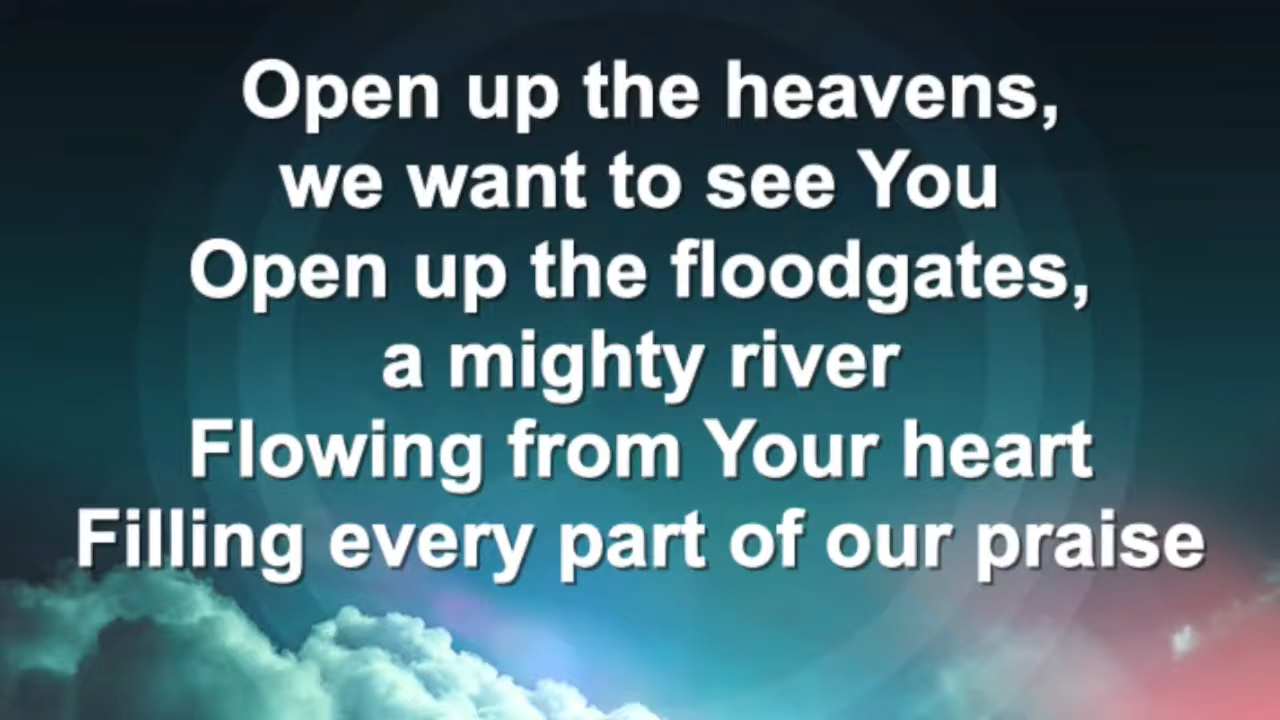 Open up the heavens,
we want to see You
Open up the floodgates,
a mighty river
Flowing from Your heart
Filling every part of our praise